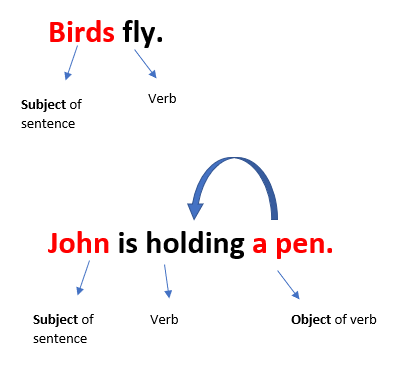 Birds fly.
Subject of
sentence
Verb
John is holding a pen.
Subject of
sentence
Verb
Object of verb